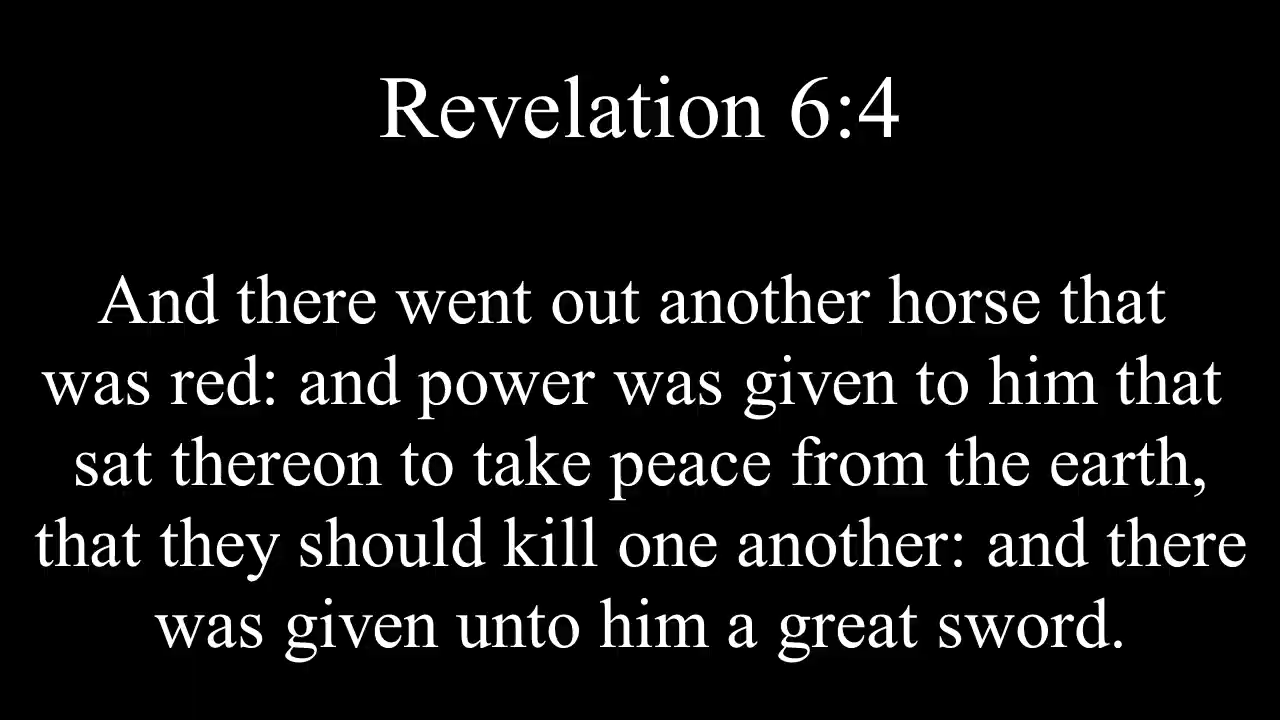 Revelation 6:4
And there went out another horse that
was red: and power was given to him that
sat thereon to take peace from the earth,
that they should kill one another: and there
was given unto him a great sword.